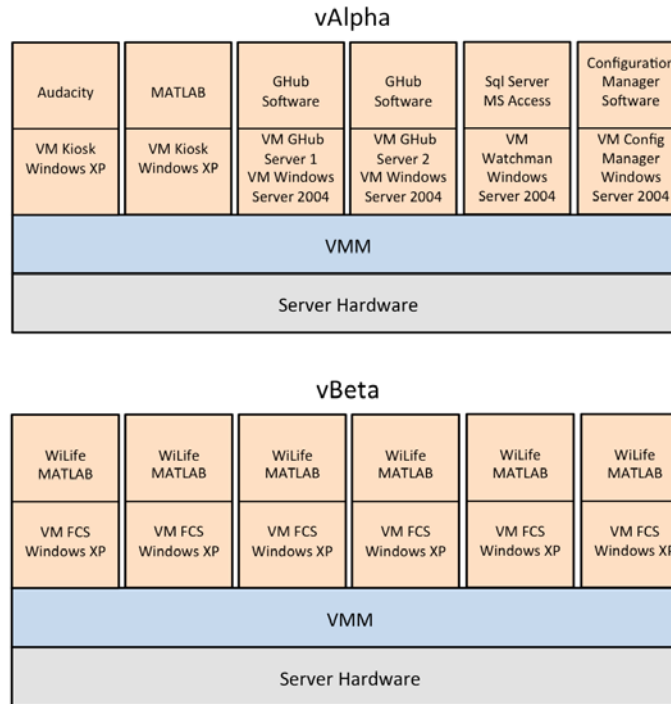 vAlpha
Audacity
MATLAB
GHub
Software
GHub
Software
Sql Server
MS Access
Configuration
Manager
Software
VM Kiosk
Windows XP
VM Kiosk
Windows XP
VM GHub
Server 1
VM Windows
Server 2004
VM GHub
Server 2
VM Windows
Server 2004
VM
Watchman
Windows
Server 2004
VM Config
Manager
Windows
Server 2004
VMM
Server Hardware
vBeta
WiLife
MATLAB
WiLife
MATLAB
WiLife
MATLAB
WiLife
MATLAB
WiLife
MATLAB
WiLife
MATLAB
VM FCS
Windows XP
VM FCS
Windows XP
VM FCS
Windows XP
VM FCS
Windows XP
VM FCS
Windows XP
VM FCS
Windows XP
VMM
Server Hardware